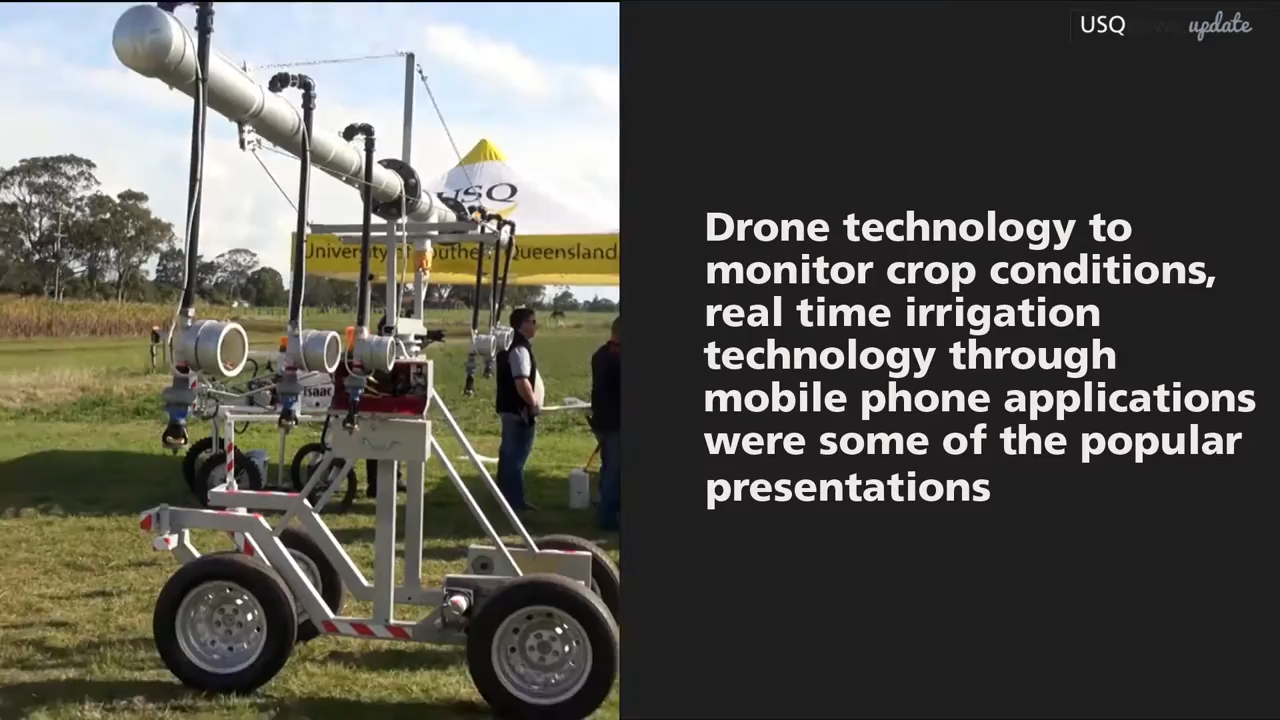 USQ update
USQ
University of Southern Queensland
Isaac
Drone technology to
monitor crop conditions,
real time irrigation
technology through
mobile phone applications
were some of the popular
presentations